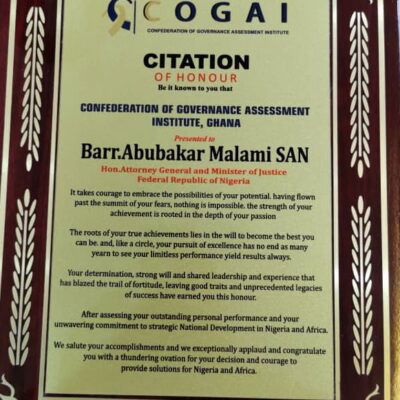 COGAI
CONFEDERATION OF GOVERNANCE ASSESSMENT INSTITUTE
CITATION
OF HONOUR
Be it known to you that
CONFEDERATION OF GOVERNANCE ASSESSMENT
INSTITUTE, GHANA
Presented to
Barr.Abubakar Malami SAN
Hon.Attorney General and Minister of Justice
Federal Republic of Nigeria
It takes courage to embrace the possibilities of your potential. having flown
past the summit of your fears, nothing is impossible. the strength of your
achievement is rooted in the depth of your passion
The roots of your true achievements lies in the will to become the best you
can be. and, like a circle, your pursuit of excellence has no end as many
yearn to see your limitless performance yield results always.
Your determination, strong will and shared leadership and experience that
has blazed the trail of fortitude, leaving good traits and unprecedented legacies
of success have earned you this honour.
After assessing your outstanding personal performance and your
unwavering commitment to strategic National Development in Nigeria and Africa.
We salute your accomplishments and we exceptionally applaud and congratulate
you with a thundering ovation for your decision and courage to
provide solutions for Nigeria and Africa.